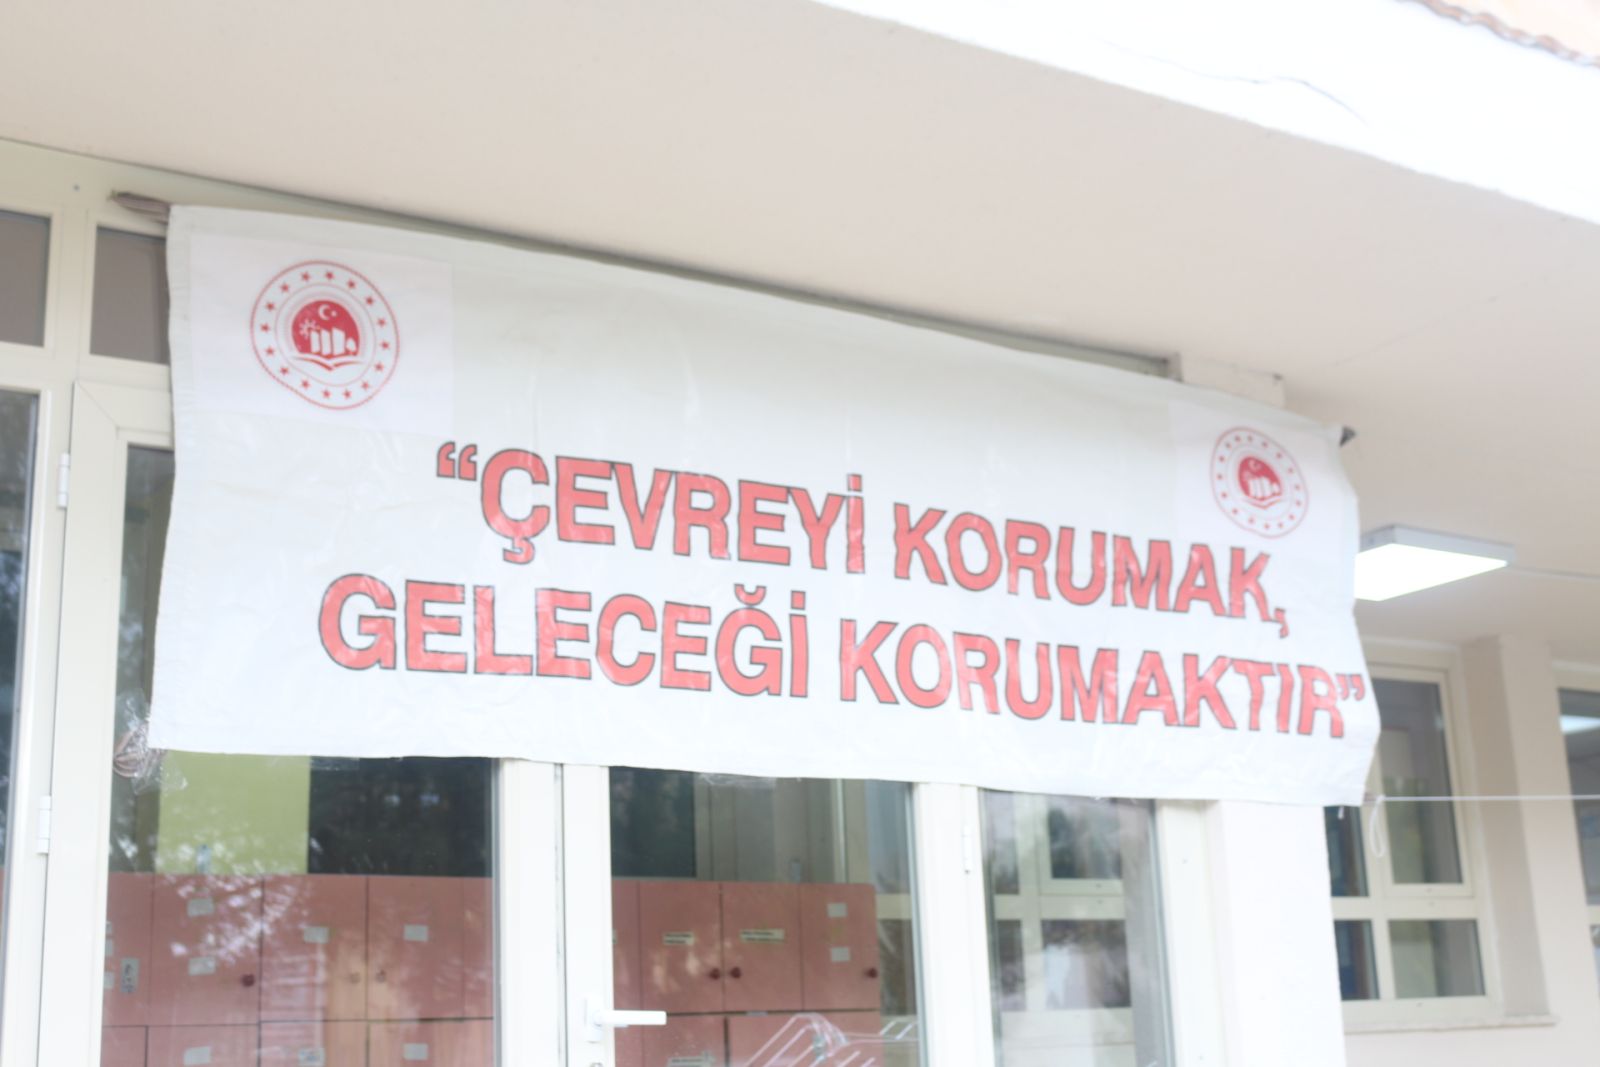 “ÇEVREYİ KORUMAK,
GELECEĞİ KORUMAKTIR”